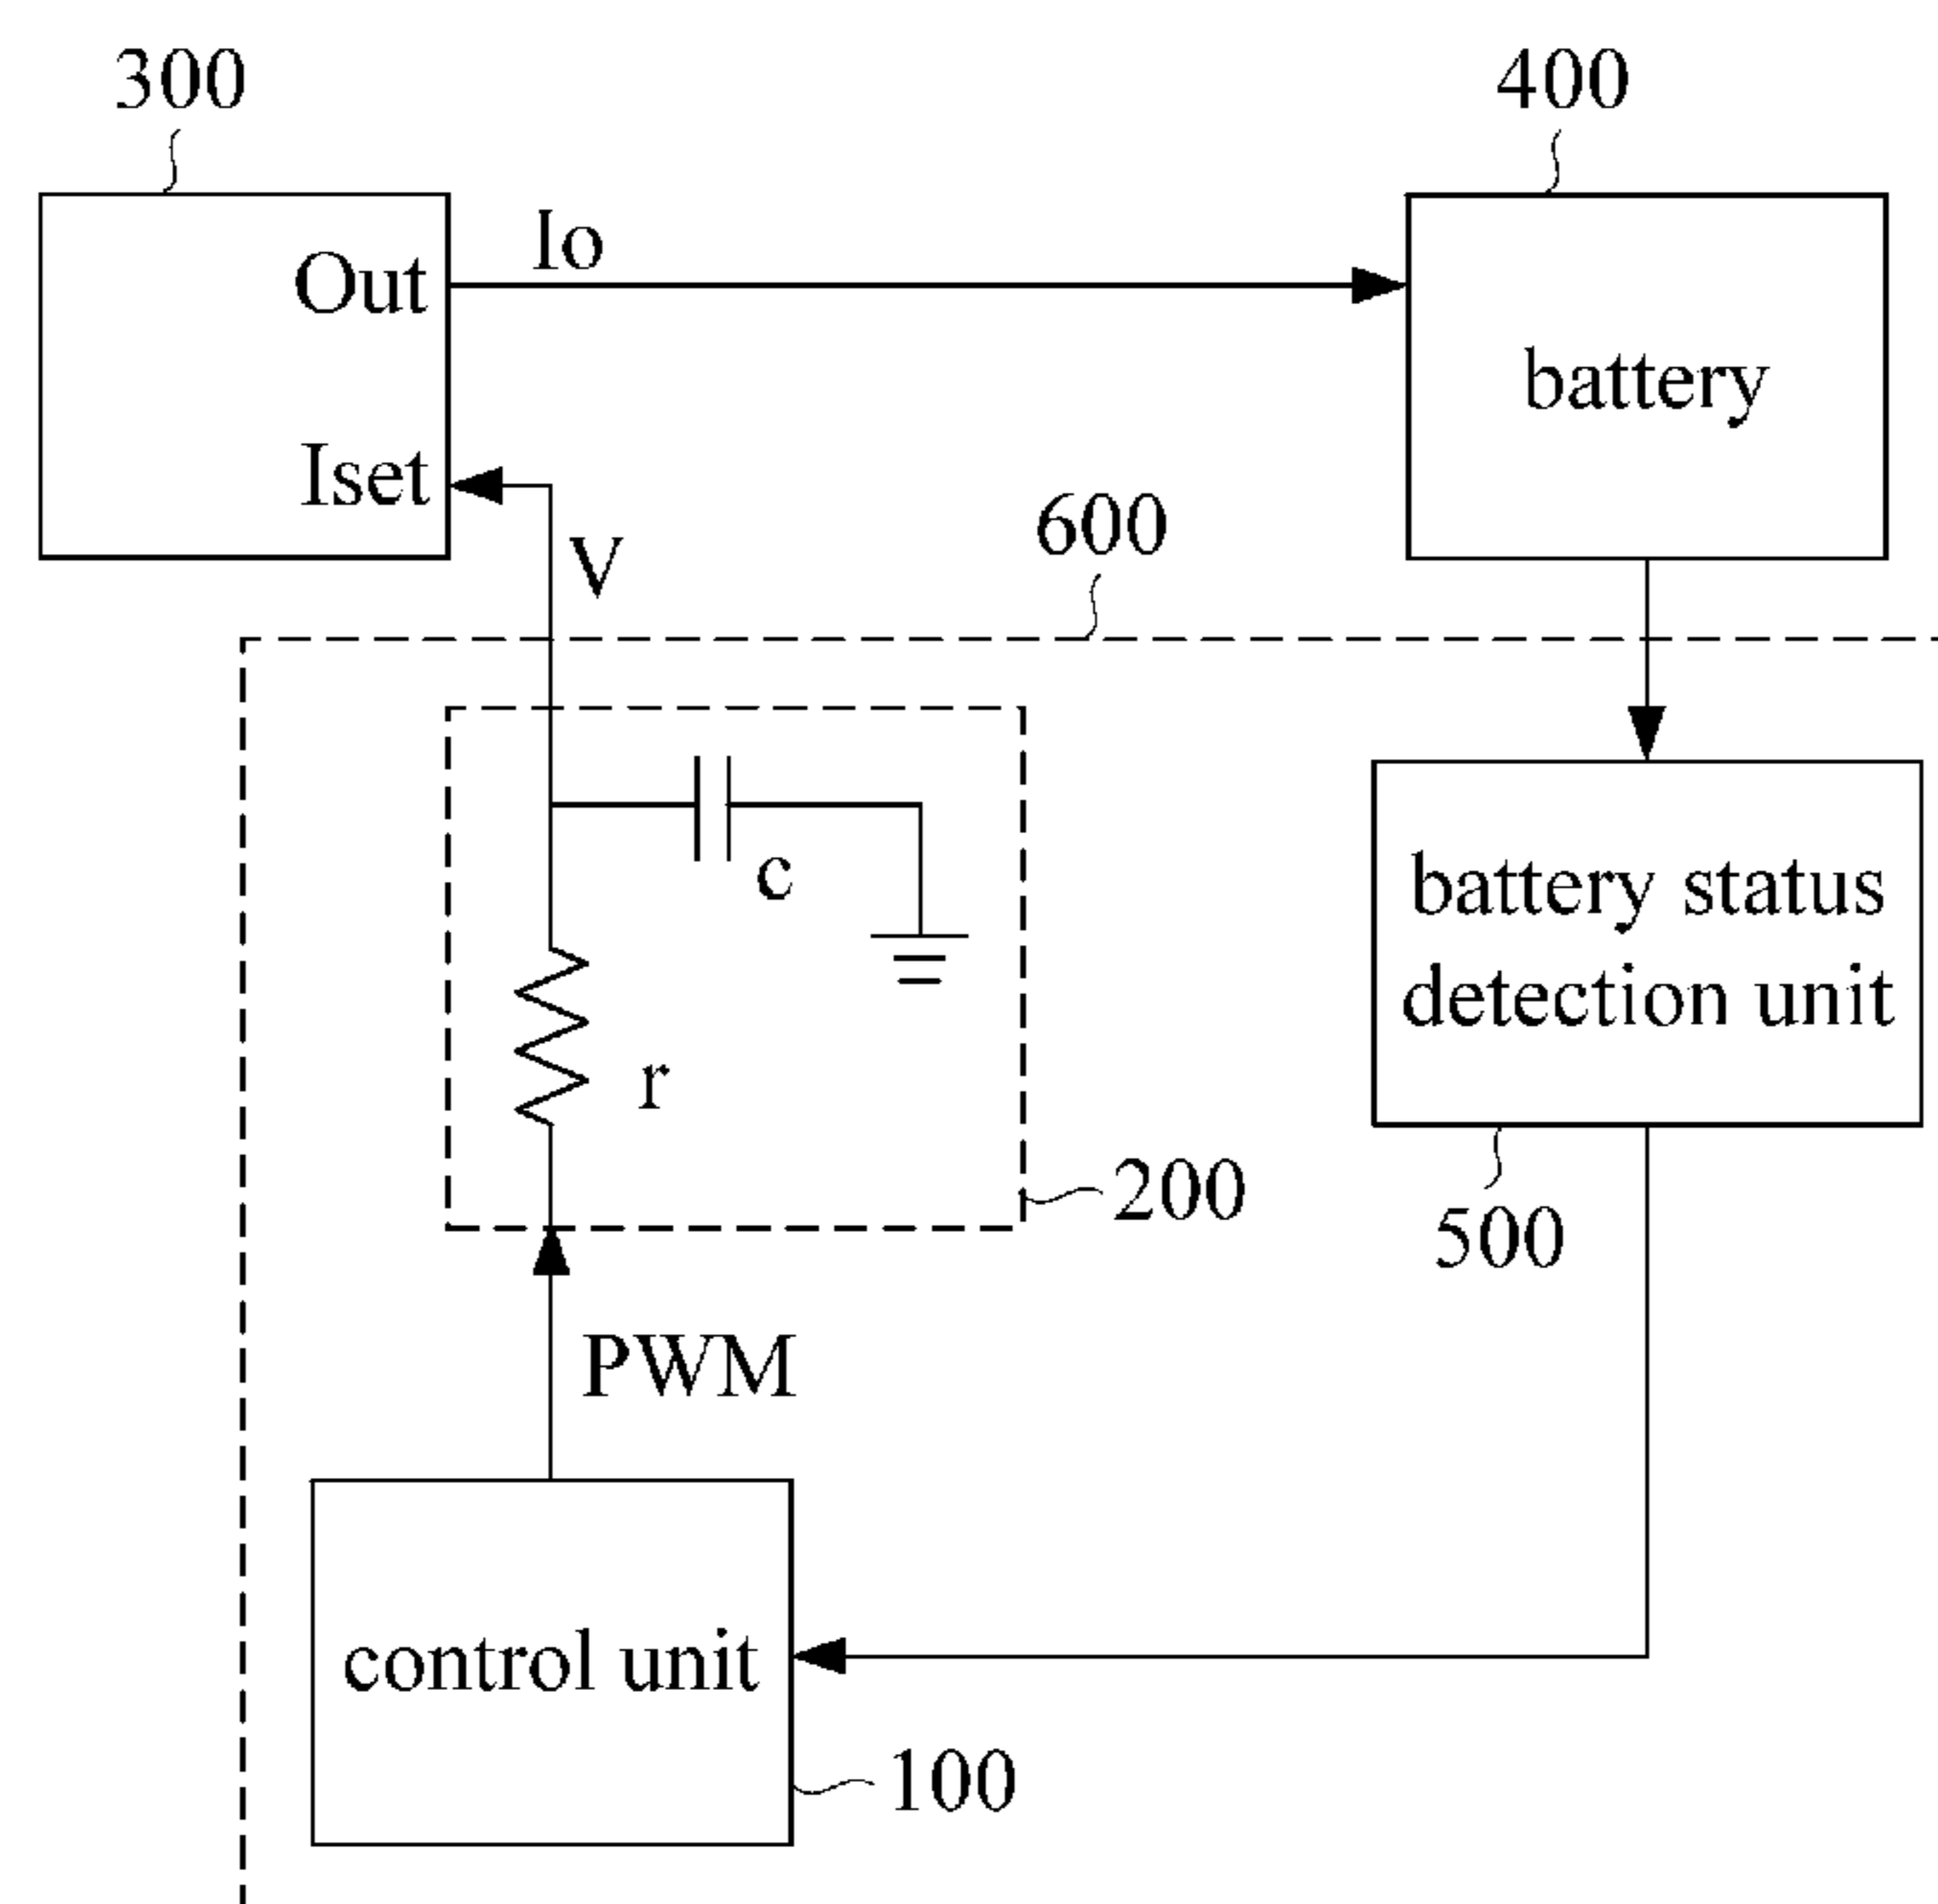 300
400
Out
Io
battery
Iset
V
600
c
battery status
detection unit
r
200
500
PWM
control unit
100